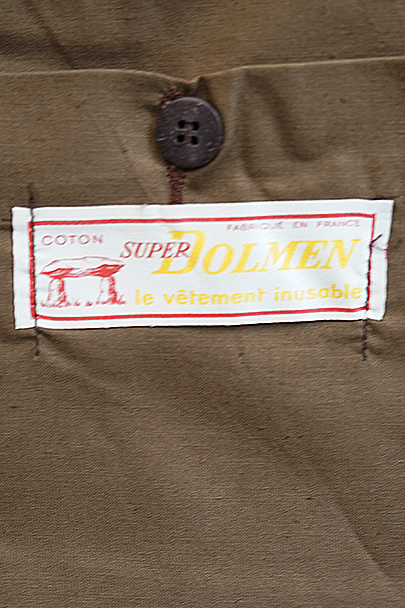 FABRIQUE EN FRANCE
COTON
SUPER DOLMEN
le vêtement inusable